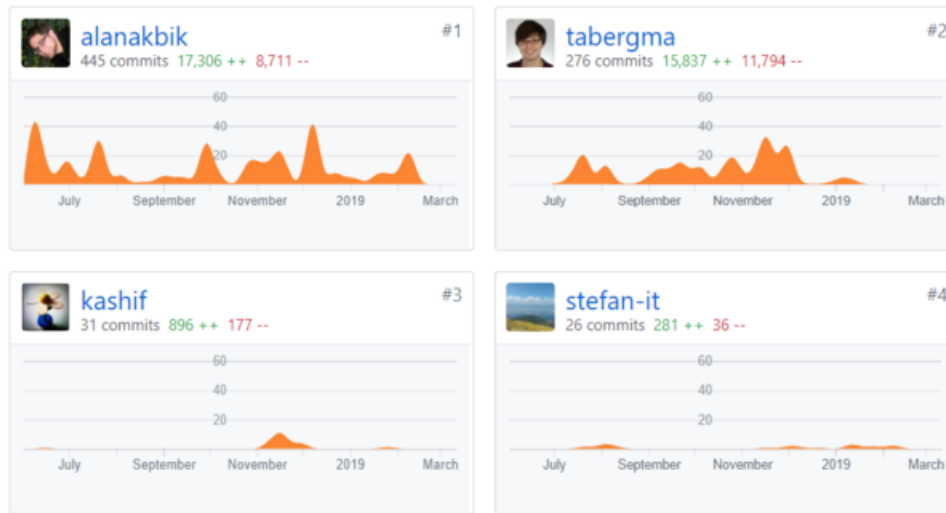 alanakbik #1
445 commits 17,306 ++ 8,711 --
60
40
20
July September November 2019 March
tabergma #2
276 commits 15,837 ++ 11,794 --
60
40
20
July September November 2019 March
kashif #3
31 commits 896 ++ 177 --
60
40
20
July September November 2019 March
stefan-it #4
26 commits 281 ++ 36 --
60
40
20
July September November 2019 March